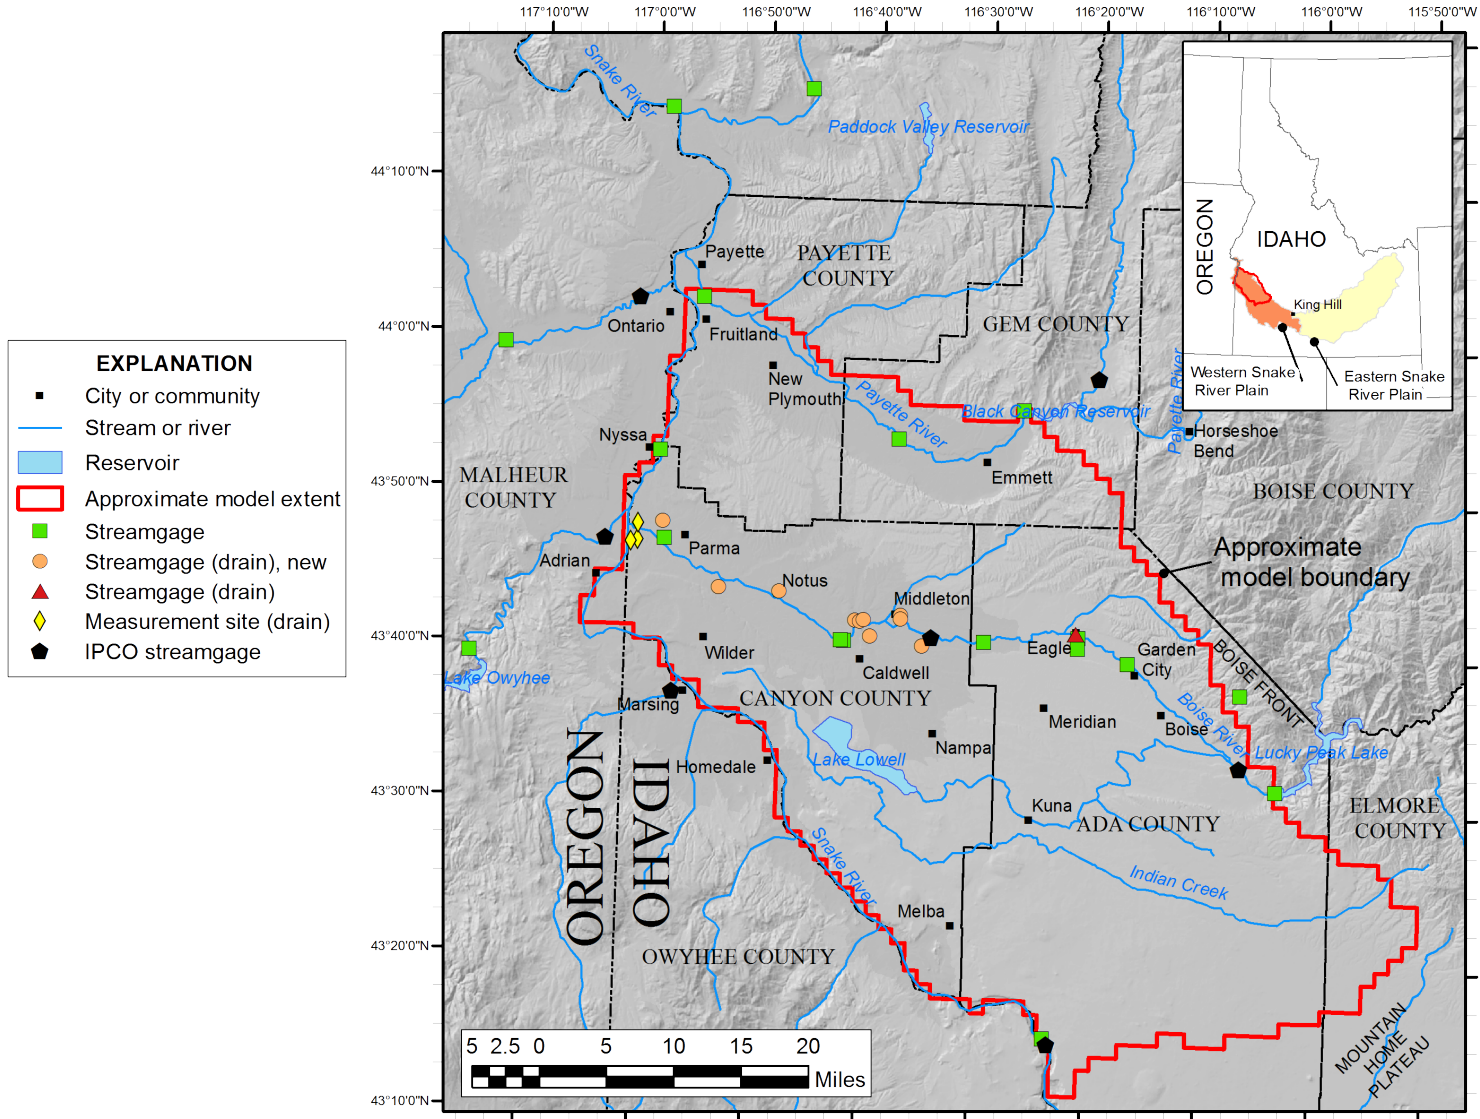 117°10'0"W
117°0'0"W
116°50'0"W
116°40'0"W
116°30'0"W
116°20'0"W
116°10'0"W
116°0'0"W
115°50'0"W
44°10'0"N
44°0'0"N
43°50'0"N
43°40'0"N
43°30'0"N
43°20'0"N
43°10'0"N
EXPLANATION
City or community
Stream or river
Reservoir
Approximate model extent
Streamgage
Streamgage (drain), new
Streamgage (drain)
Measurement site (drain)
IPCO streamgage
Snake River
Paddock Valley Reservoir
Payette
PAYETTE
COUNTY
Ontario
Fruitland
GEM COUNTY
New
Plymouth
Payette River
Black Canyon Reservoir
Payette River
Horseshoe
Bend
Nyssa
Emmett
MALHEUR
COUNTY
BOISE COUNTY
Parma
Adrian
Approximate
model boundary
Notus
Middleton
Eagle
Garden
City
Wilder
Caldwell
BOISE FRONT
Lake Owyhee
Marsing
CANYON COUNTY
Meridian
Boise
Boise River
Nampa
Lucky Peak Lake
Homedale
Lake Lowell
OREGON
IDAHO
Kuna
ADA COUNTY
ELMORE
COUNTY
Snake River
Indian Creek
Melba
OWYHEE COUNTY
MOUNTAIN
HOME
PLATEAU
5 2.5 0 5 10 15 20
Miles
OREGON
IDAHO
King Hill
Western Snake
River Plain
Eastern Snake
River Plain